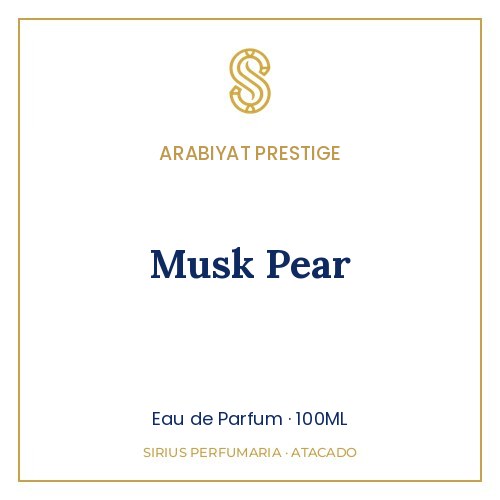 ARABIYAT PRESTIGE
Musk Pear
Eau de Parfum · 100ML
SIRIUS PERFUMARIA · ATACADO